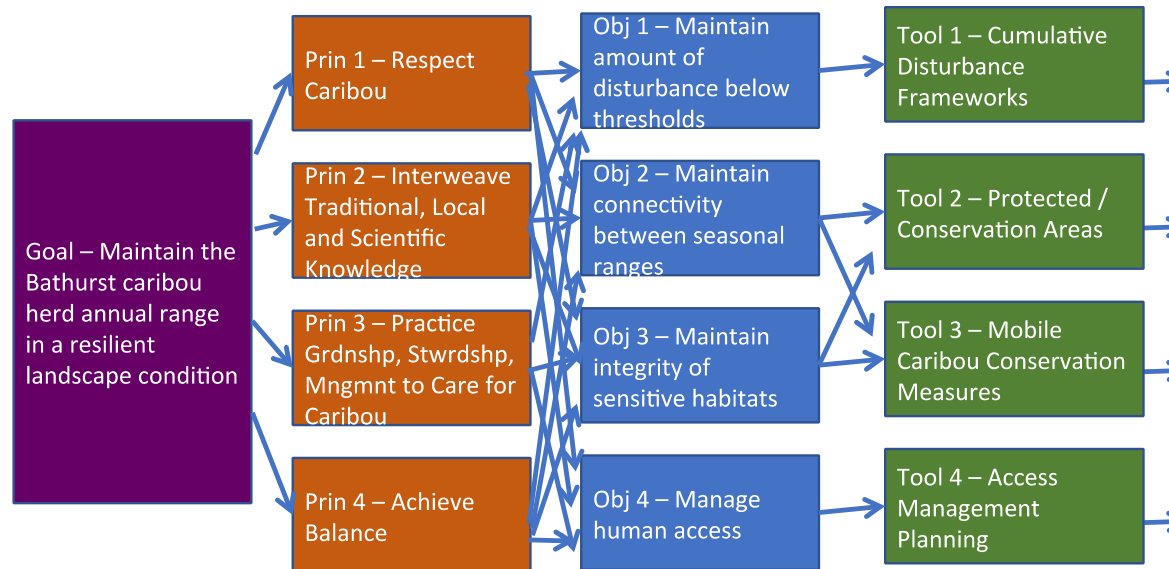 Goal – Maintain the
Bathurst caribou
herd annual range
in a resilient
landscape condition
Prin 1 – Respect
Caribou
Prin 2 – Interweave
Traditional, Local
and Scientific
Knowledge
Prin 3 – Practice
Grdnshp, Stwrdshp,
Mngmnt to Care for
Caribou
Prin 4 – Achieve
Balance
Obj 1 – Maintain
amount of
disturbance below
thresholds
Obj 2 – Maintain
connectivity
between seasonal
ranges
Obj 3 – Maintain
integrity of
sensitive habitats
Obj 4 – Manage
human access
Tool 1 – Cumulative
Disturbance
Frameworks
Tool 2 – Protected /
Conservation Areas
Tool 3 – Mobile
Caribou Conservation
Measures
Tool 4 – Access
Management
Planning